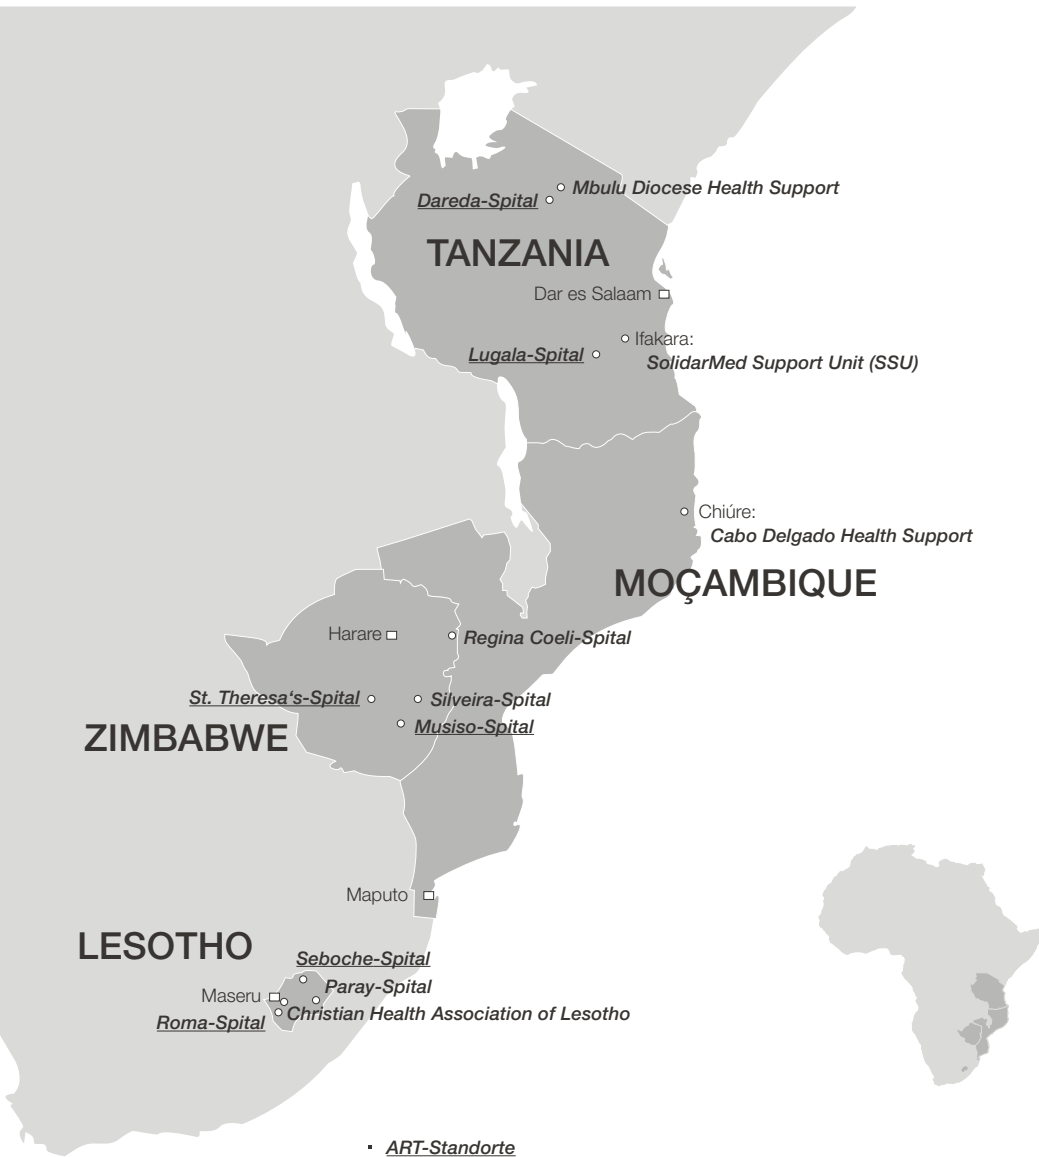 Mbulu Diocese Health Support
Dareda-Spital
TANZANIA
Dar es Salaam
Ifakara:
Lugala-Spital
SolidarMed Support Unit (SSU)
Chiúre:
Cabo Delgado Health Support
MOÇAMBIQUE
Harare
Regina Coeli-Spital
St. Theresa‘s-Spital
Silveira-Spital
Musiso-Spital
ZIMBABWE
Maputo
LESOTHO
Seboche-Spital
Paray-Spital
Maseru
Christian Health Association of Lesotho
Roma-Spital
ART-Standorte